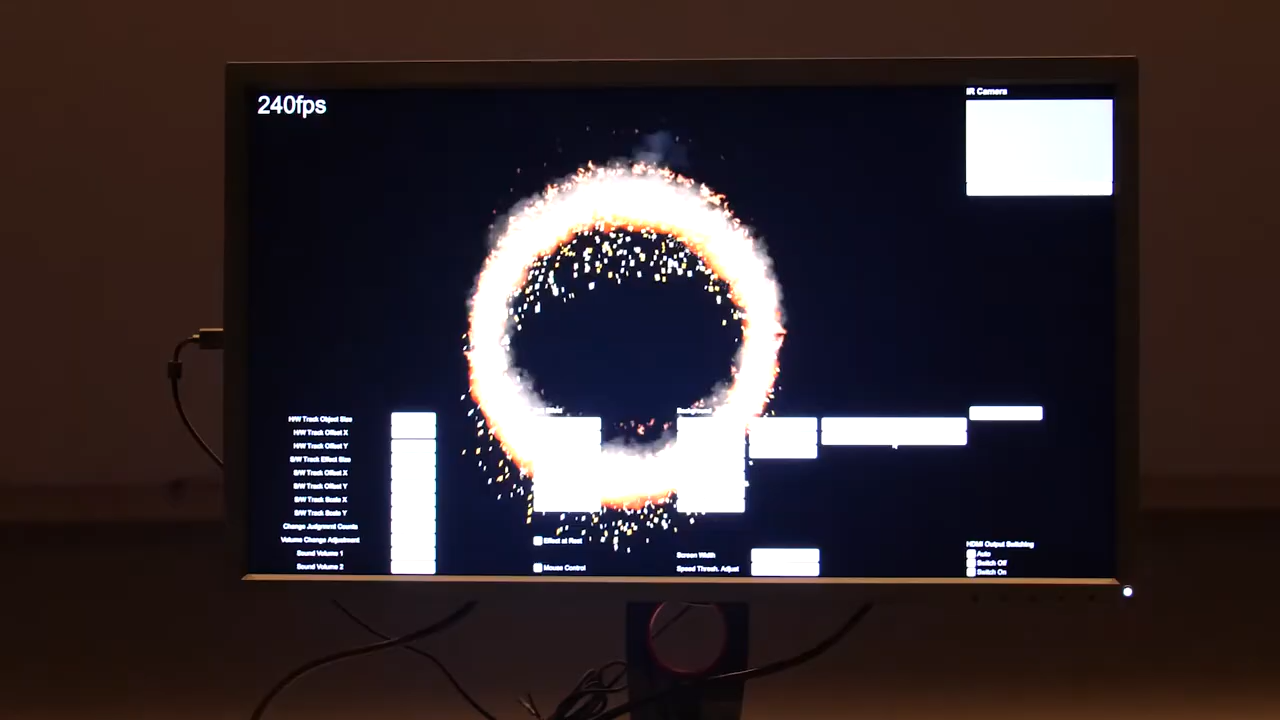 240fps
IR Camera
H/W Track Object Size
H/W Track Offset X
H/W Track Offset Y
S/W Track Effect Size
S/W Track Offset X
S/W Track Offset Y
S/W Track Scale X
S/W Track Scale Y
Change Judgment Counts
Volume Change Adjustment
Sound Volume 1
Sound Volume 2
Background
Effect at Rest
Mouse Control
Screen Width
Speed Thresh. Adjust
HDMI Output Switching
Auto
Switch Off
Switch On